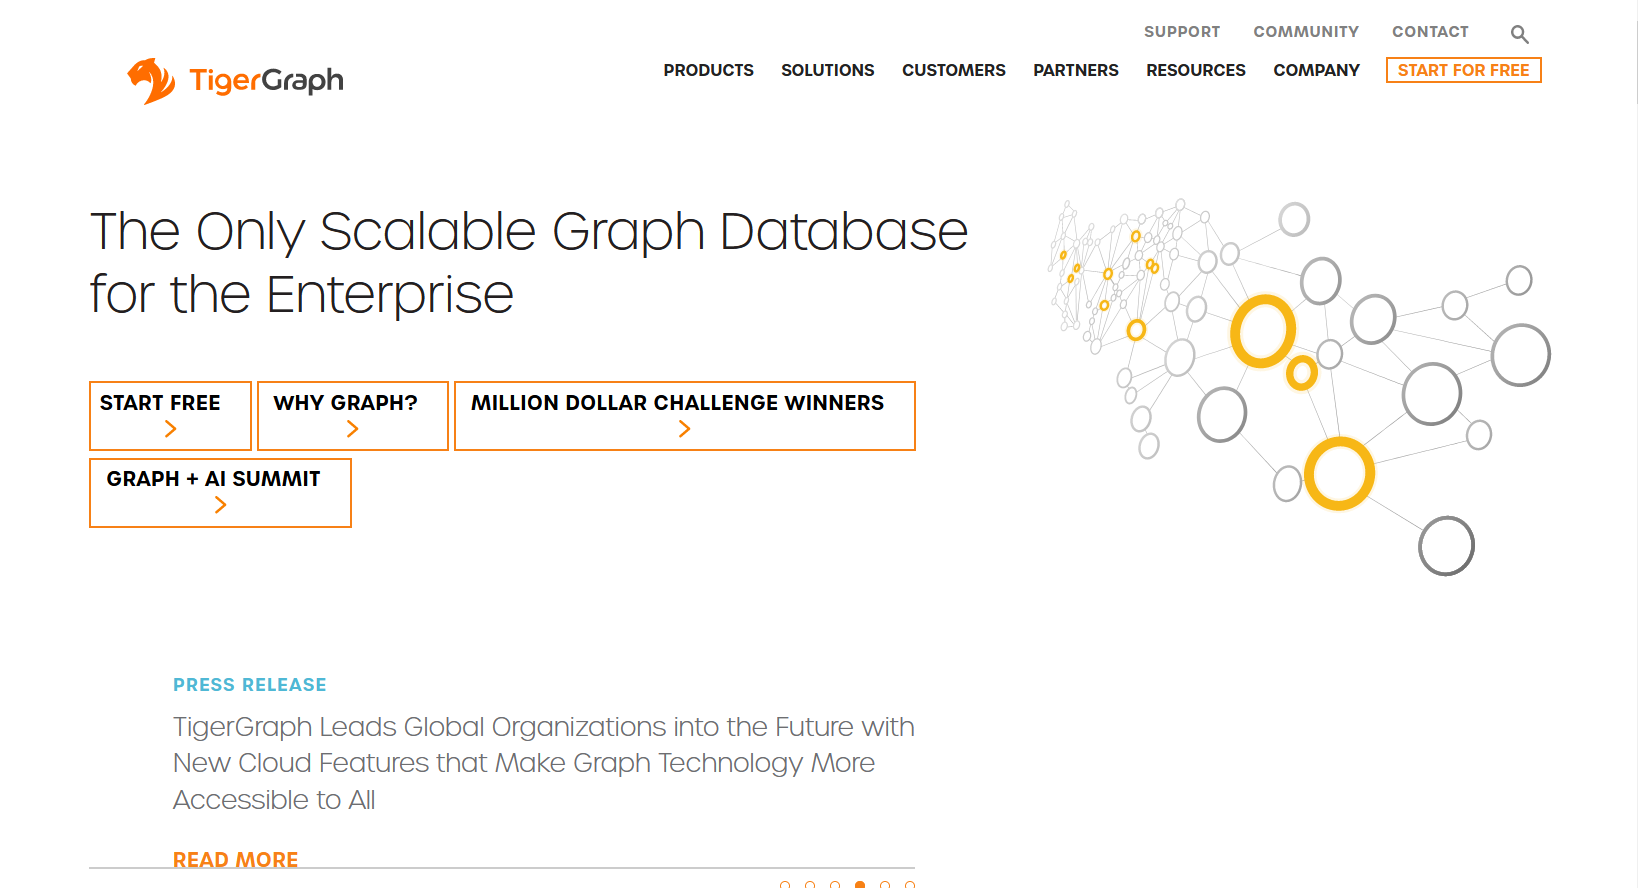 SUPPORT COMMUNITY CONTACT
TigerGraph
PRODUCTS SOLUTIONS CUSTOMERS PARTNERS RESOURCES COMPANY START FOR FREE
The Only Scalable Graph Database
for the Enterprise
START FREE WHY GRAPH? MILLION DOLLAR CHALLENGE WINNERS
GRAPH + AI SUMMIT
PRESS RELEASE
TigerGraph Leads Global Organizations into the Future with
New Cloud Features that Make Graph Technology More
Accessible to All
READ MORE